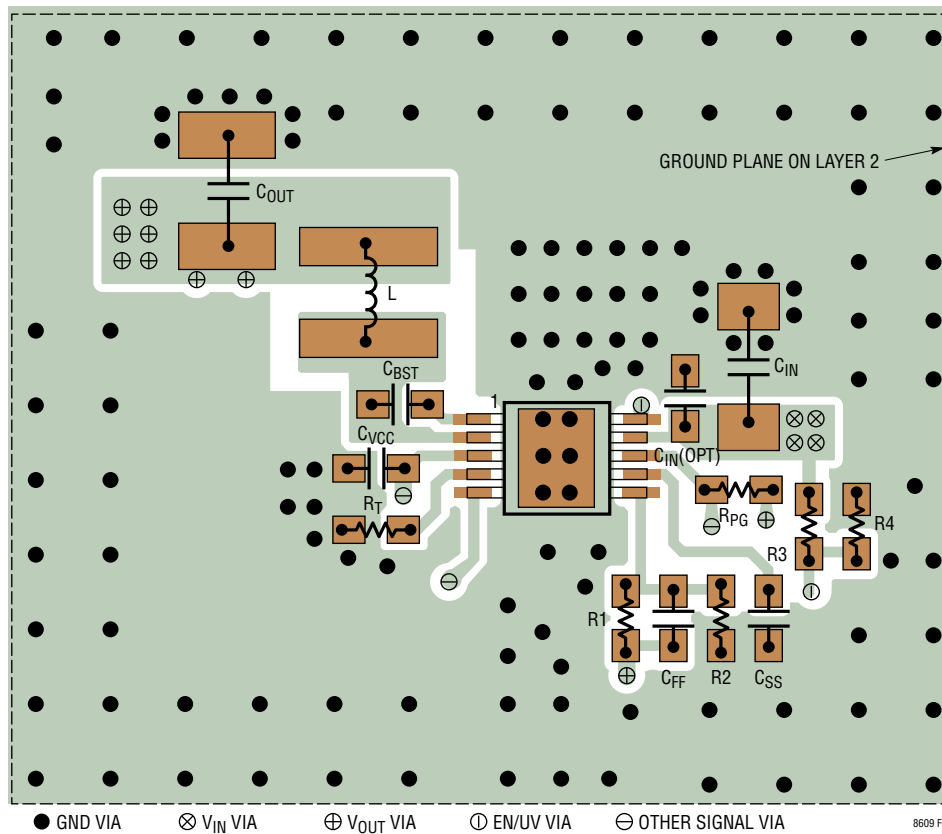 GROUND PLANE ON LAYER 2
COUT
L
CBST
CIN
1
CVCC
CIN(OPT)
RT
RPG
R4
R3
R1
CFF
R2
CSS
GND VIA
VIN VIA
VOUT VIA
EN/UV VIA
OTHER SIGNAL VIA
8609 F